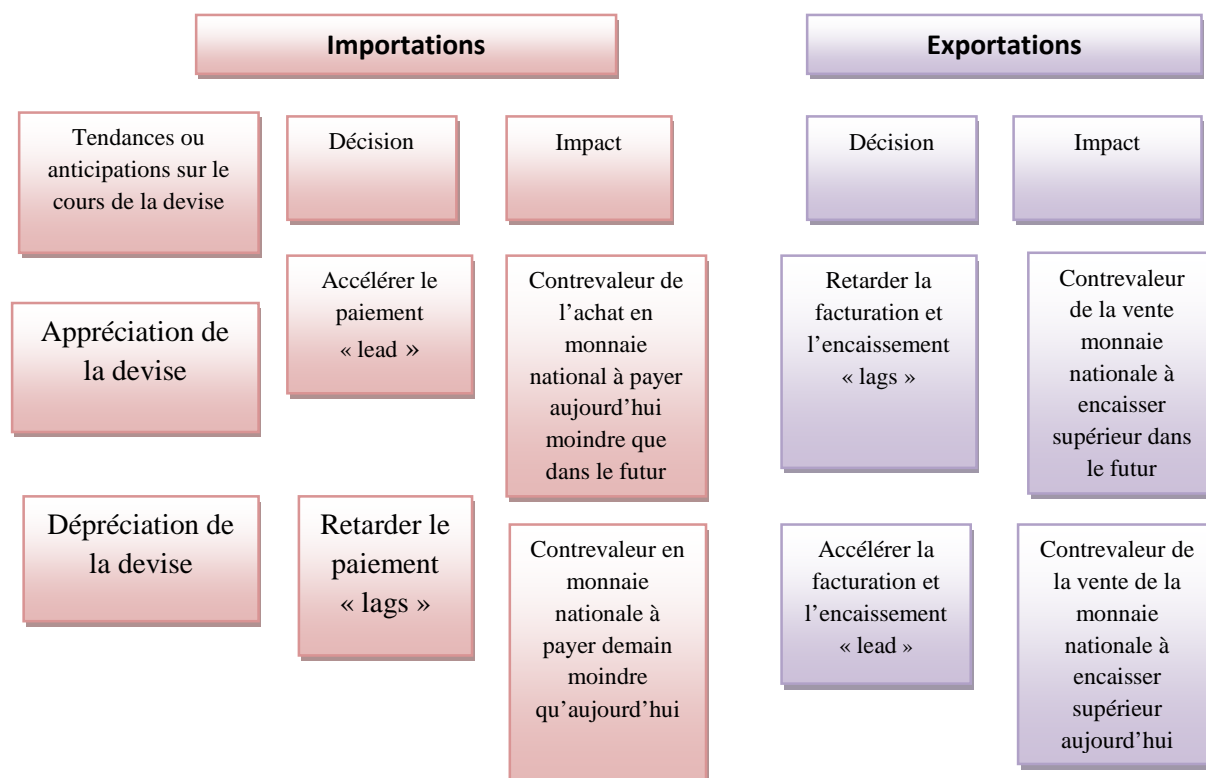 Importations
Exportations
Tendances ou
anticipations sur le
cours de la devise
Décision
Impact
Décision
Impact
Appréciation de
la devise
Accélérer le
paiement
« lead »
Contrevaleur de
l’achat en
monnaie
national à payer
aujourd’hui
moindre que
dans le futur
Retarder la
facturation et
l’encaissement
« lags »
Contrevaleur
de la vente
monnaie
nationale à
encaisser
supérieur dans
le futur
Dépréciation de
la devise
Retarder le
paiement
« lags »
Contrevaleur en
monnaie
nationale à
payer demain
moindre
qu’aujourd’hui
Accélérer la
facturation et
l’encaissement
« lead »
Contrevaleur de
la vente de la
monnaie
nationale à
encaisser
supérieur
aujourd’hui